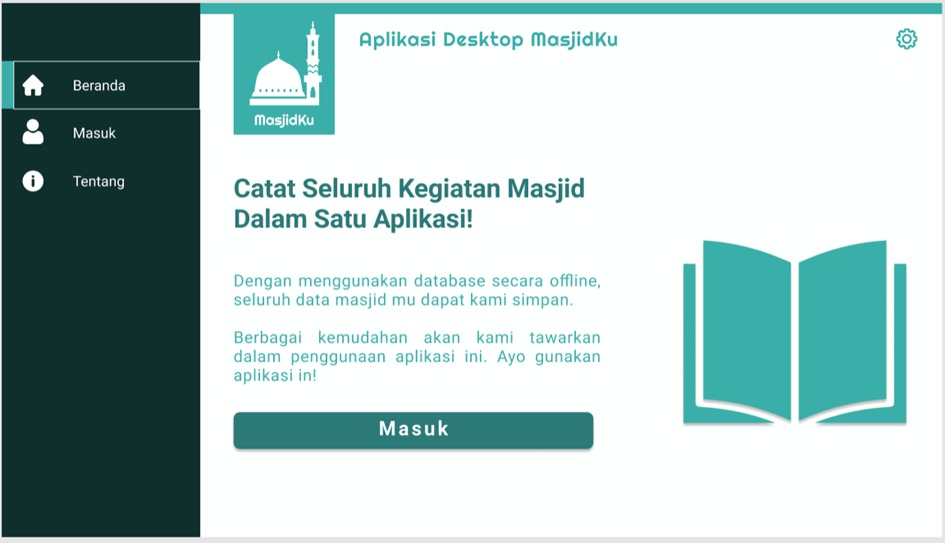 Beranda
Masuk
Tentang
MasjidKu
Aplikasi Desktop MasjidKu
Catat Seluruh Kegiatan Masjid
Dalam Satu Aplikasi!
Dengan menggunakan database secara offline,
seluruh data masjid mu dapat kami simpan.
Berbagai kemudahan akan kami tawarkan
dalam penggunaan aplikasi ini. Ayo gunakan
aplikasi in!
Masuk